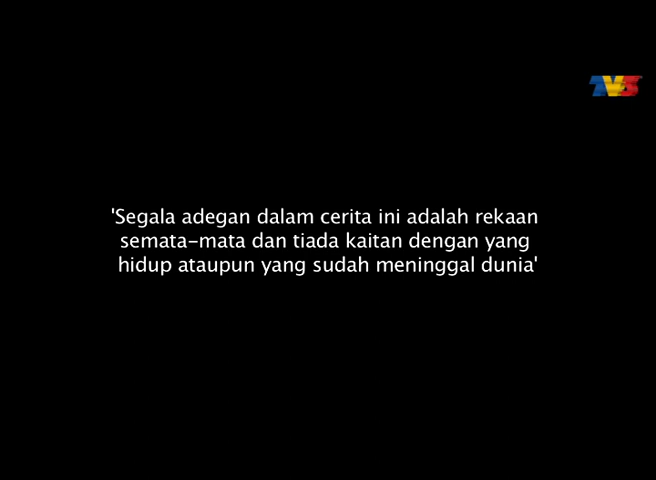 TV3
'Segala adegan dalam cerita ini adalah rekaan
semata-mata dan tiada kaitan dengan yang
hidup ataupun yang sudah meninggal dunia'